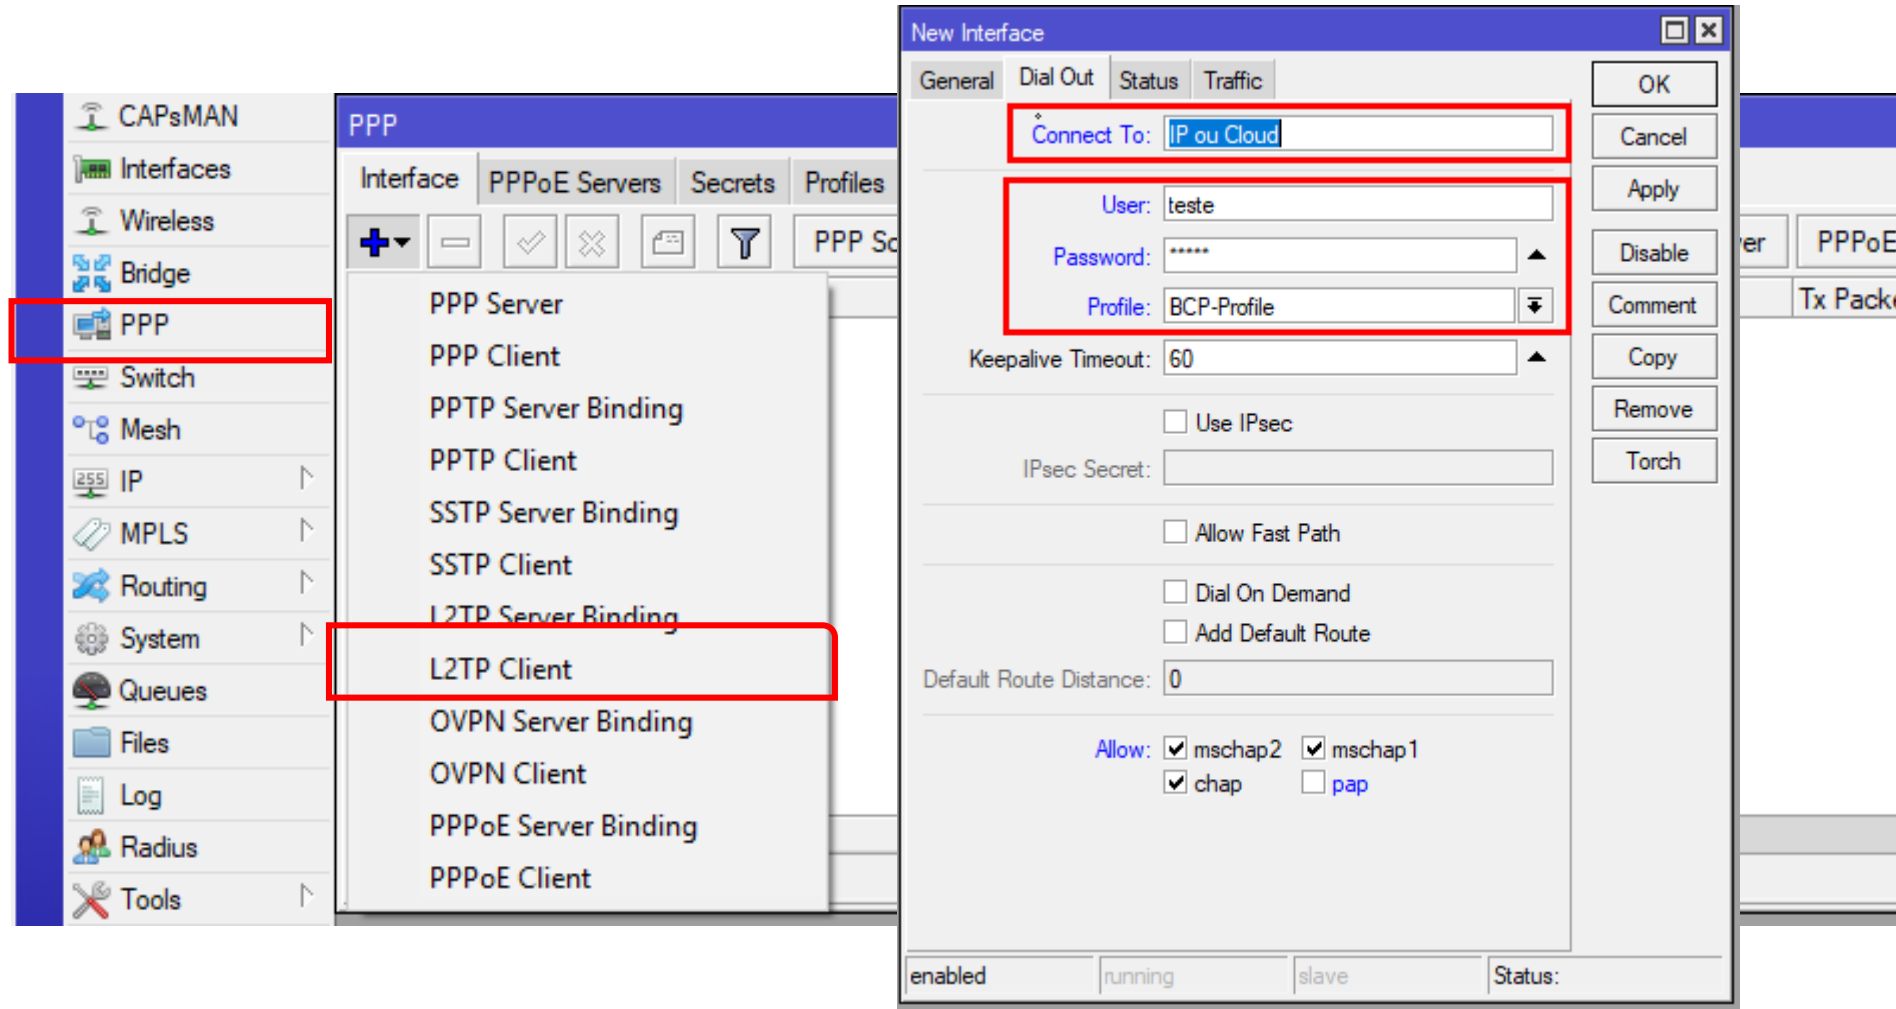 CAPsMAN
Interfaces
Wireless
Bridge
PPP
Switch
Mesh
255 IP
MPLS
Routing
System
Queues
Files
Log
Radius
Tools
PPP
Interface PPPoE Servers Secrets Profiles
PPP Sc
PPP Server
PPP Client
PPTP Server Binding
PPTP Client
SSTP Server Binding
SSTP Client
L2TP Server Binding
L2TP Client
OVPN Server Binding
OVPN Client
PPPoE Server Binding
PPPoE Client
New Interface
General Dial Out Status Traffic
Connect To: IP ou Cloud
User: teste
Password: *****
Profile: BCP-Profile
Keepalive Timeout: 60
Use IPsec
IPsec Secret:
Allow Fast Path
Dial On Demand
Add Default Route
Default Route Distance: 0
Allow: mschap2 mschap1
chap pap
enabled running slave Status:
OK
Cancel
Apply
Disable
Comment
Copy
Remove
Torch
er PPPoE
Tx Packe